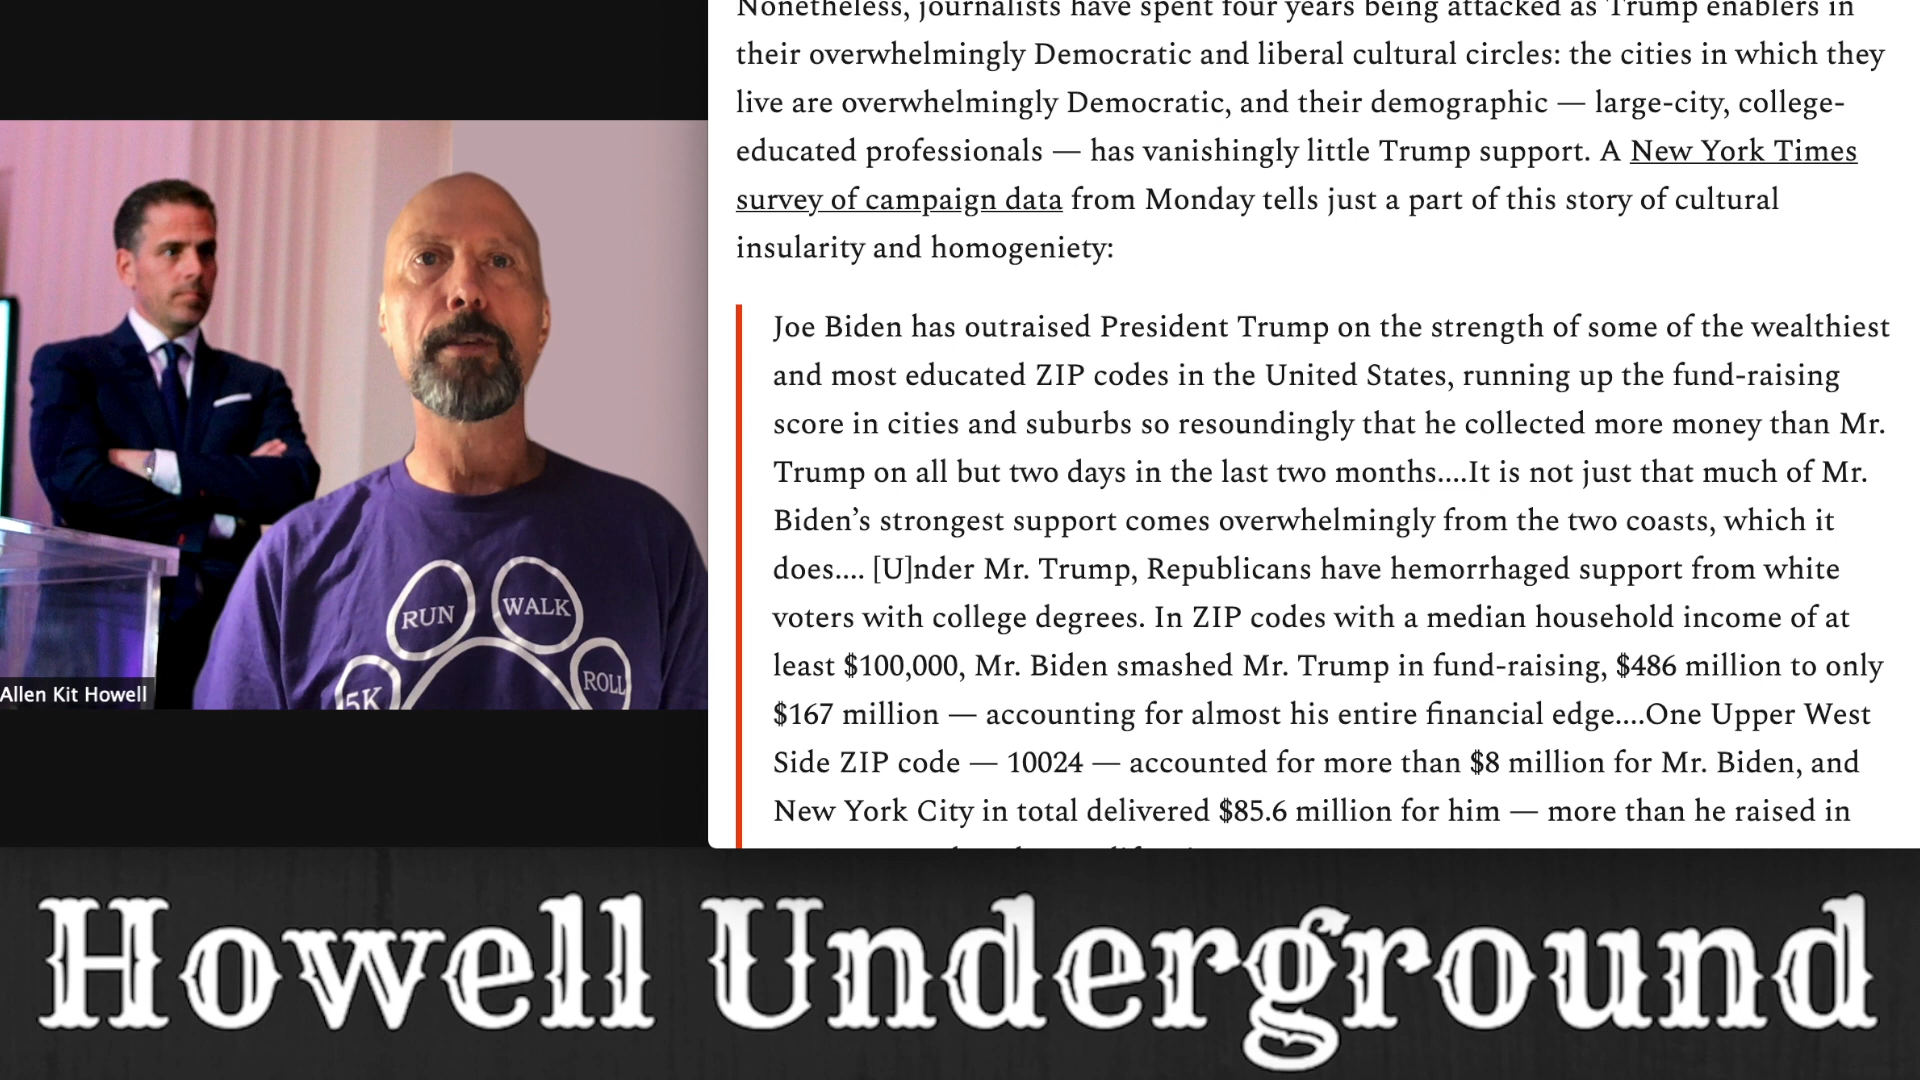 Nonetheless, journalists have spent four years being attacked as Trump enablers in
their overwhelmingly Democratic and liberal cultural circles: the cities in which they
live are overwhelmingly Democratic, and their demographic — large-city, college-
educated professionals — has vanishingly little Trump support. A New York Times
survey of campaign data from Monday tells just a part of this story of cultural
insularity and homogeniety:
Joe Biden has outraised President Trump on the strength of some of the wealthiest
and most educated ZIP codes in the United States, running up the fund-raising
score in cities and suburbs so resoundingly that he collected more money than Mr.
Trump on all but two days in the last two months....It is not just that much of Mr.
Biden’s strongest support comes overwhelmingly from the two coasts, which it
does.... [U]nder Mr. Trump, Republicans have hemorrhaged support from white
voters with college degrees. In ZIP codes with a median household income of at
least $100,000, Mr. Biden smashed Mr. Trump in fund-raising, $486 million to only
$167 million — accounting for almost his entire financial edge....One Upper West
Side ZIP code — 10024 — accounted for more than $8 million for Mr. Biden, and
New York City in total delivered $85.6 million for him — more than he raised in
RUN
WALK
5K
ROLL
Allen Kit Howell
Howell Underground